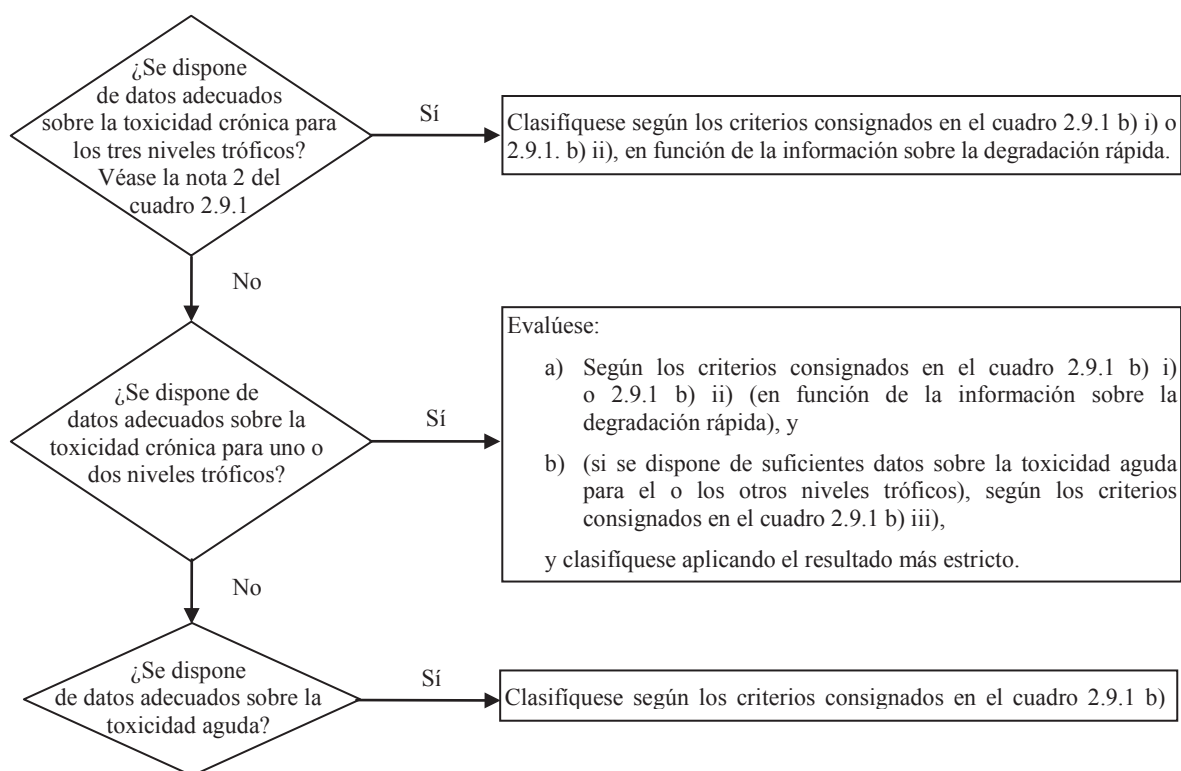 ¿Se dispone
de datos adecuados
sobre la toxicidad crónica para
los tres niveles tróficos?
Véase la nota 2 del
cuadro 2.9.1
Sí
Clasifíquese según los criterios consignados en el cuadro 2.9.1 b) i) o
2.9.1. b) ii), en función de la información sobre la degradación rápida.
No
¿Se dispone de
datos adecuados sobre la
toxicidad crónica para uno o
dos niveles tróficos?
Sí
Evalúese:
a) Según los criterios consignados en el cuadro 2.9.1 b) i)
o 2.9.1 b) ii) (en función de la información sobre la
degradación rápida), y
b) (si se dispone de suficientes datos sobre la toxicidad aguda
para el o los otros niveles tróficos), según los criterios
consignados en el cuadro 2.9.1 b) iii),
y clasifíquese aplicando el resultado más estricto.
No
¿Se dispone
de datos adecuados sobre la
toxicidad aguda?
Sí
Clasifíquese según los criterios consignados en el cuadro 2.9.1 b)